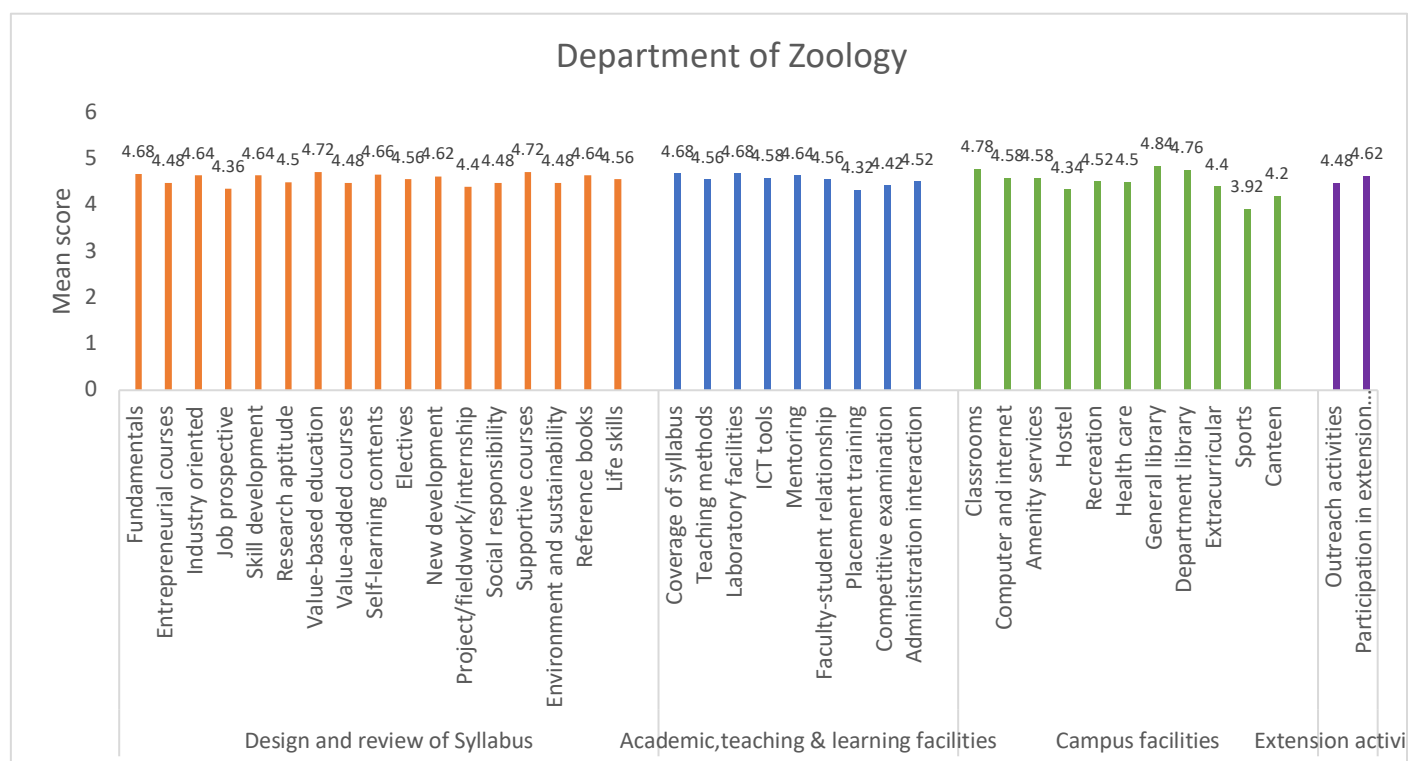 Department of Zoology
Mean score
6
5
4
3
2
1
0
4.68
4.48
4.64
4.36
4.64
4.5
4.72
4.48
4.66
4.56
4.62
4.4
4.48
4.72
4.48
4.64
4.56
4.68
4.56
4.68
4.58
4.64
4.56
4.32
4.42
4.52
4.78
4.58
4.58
4.34
4.52
4.5
4.84
4.76
4.4
3.92
4.2
4.48
4.62
Fundamentals
Entrepreneurial courses
Industry oriented
Job prospective
Skill development
Research aptitude
Value-based education
Value-added courses
Self-learning contents
Electives
New development
Project/fieldwork/internship
Social responsibility
Supportive courses
Environment and sustainability
Reference books
Life skills
Coverage of syllabus
Teaching methods
Laboratory facilities
ICT tools
Mentoring
Faculty-student relationship
Placement training
Competitive examination
Administration interaction
Classrooms
Computer and internet
Amenity services
Hostel
Recreation
Health care
General library
Department library
Extracurricular
Sports
Canteen
Outreach activities
Participation in extension...
Design and review of Syllabus
Academic,teaching & learning facilities
Campus facilities
Extension activi